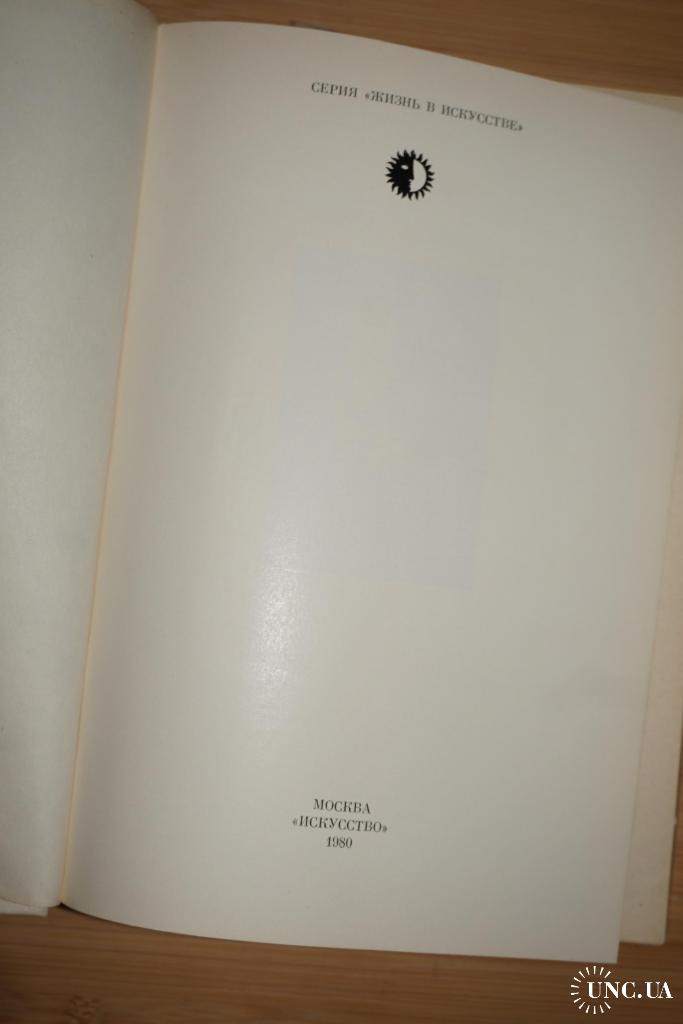 СЕРИЯ «ЖИЗНЬ В ИСКУССТВЕ»
МОСКВА
«ИСКУССТВО»
1980
UNC.UA